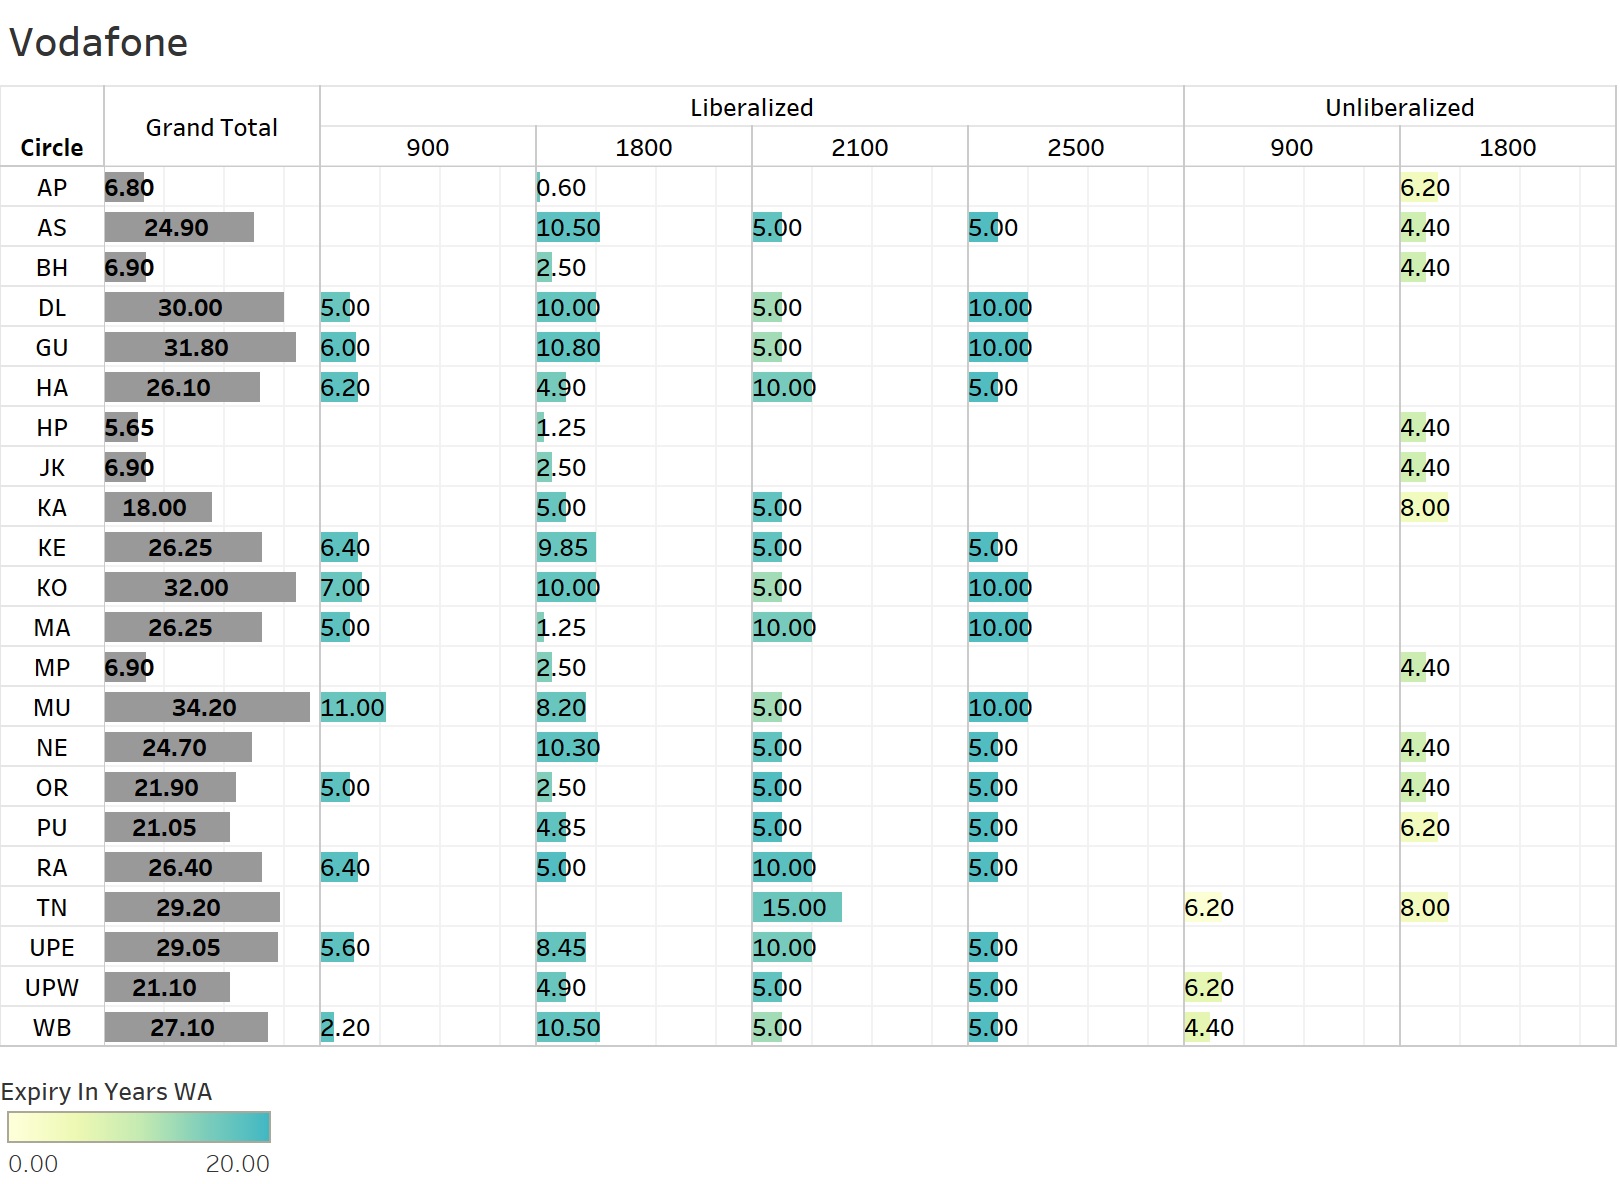 Vodafone
Circle Grand Total Liberalized Unliberalized
900 1800 2100 2500 900 1800
AP 6.80 0.60 6.20
AS 24.90 10.50 5.00 5.00 4.40
BH 6.90 2.50 4.40
DL 30.00 5.00 10.00 5.00 10.00
GU 31.80 6.00 10.80 5.00 10.00
HA 26.10 6.20 4.90 10.00 5.00
HP 5.65 1.25 4.40
JK 6.90 2.50 4.40
KA 18.00 5.00 5.00 8.00
KE 26.25 6.40 9.85 5.00 5.00
KO 32.00 7.00 10.00 5.00 10.00
MA 26.25 5.00 1.25 10.00 10.00
MP 6.90 2.50 4.40
MU 34.20 11.00 8.20 5.00 10.00
NE 24.70 10.30 5.00 5.00 4.40
OR 21.90 5.00 2.50 5.00 5.00 4.40
PU 21.05 4.85 5.00 5.00 6.20
RA 26.40 6.40 5.00 10.00 5.00
TN 29.20 15.00 6.20 8.00
UPE 29.05 5.60 8.45 10.00 5.00
UPW 21.10 4.90 5.00 5.00 6.20
WB 27.10 2.20 10.50 5.00 5.00 4.40
Expiry In Years WA
0.00 20.00